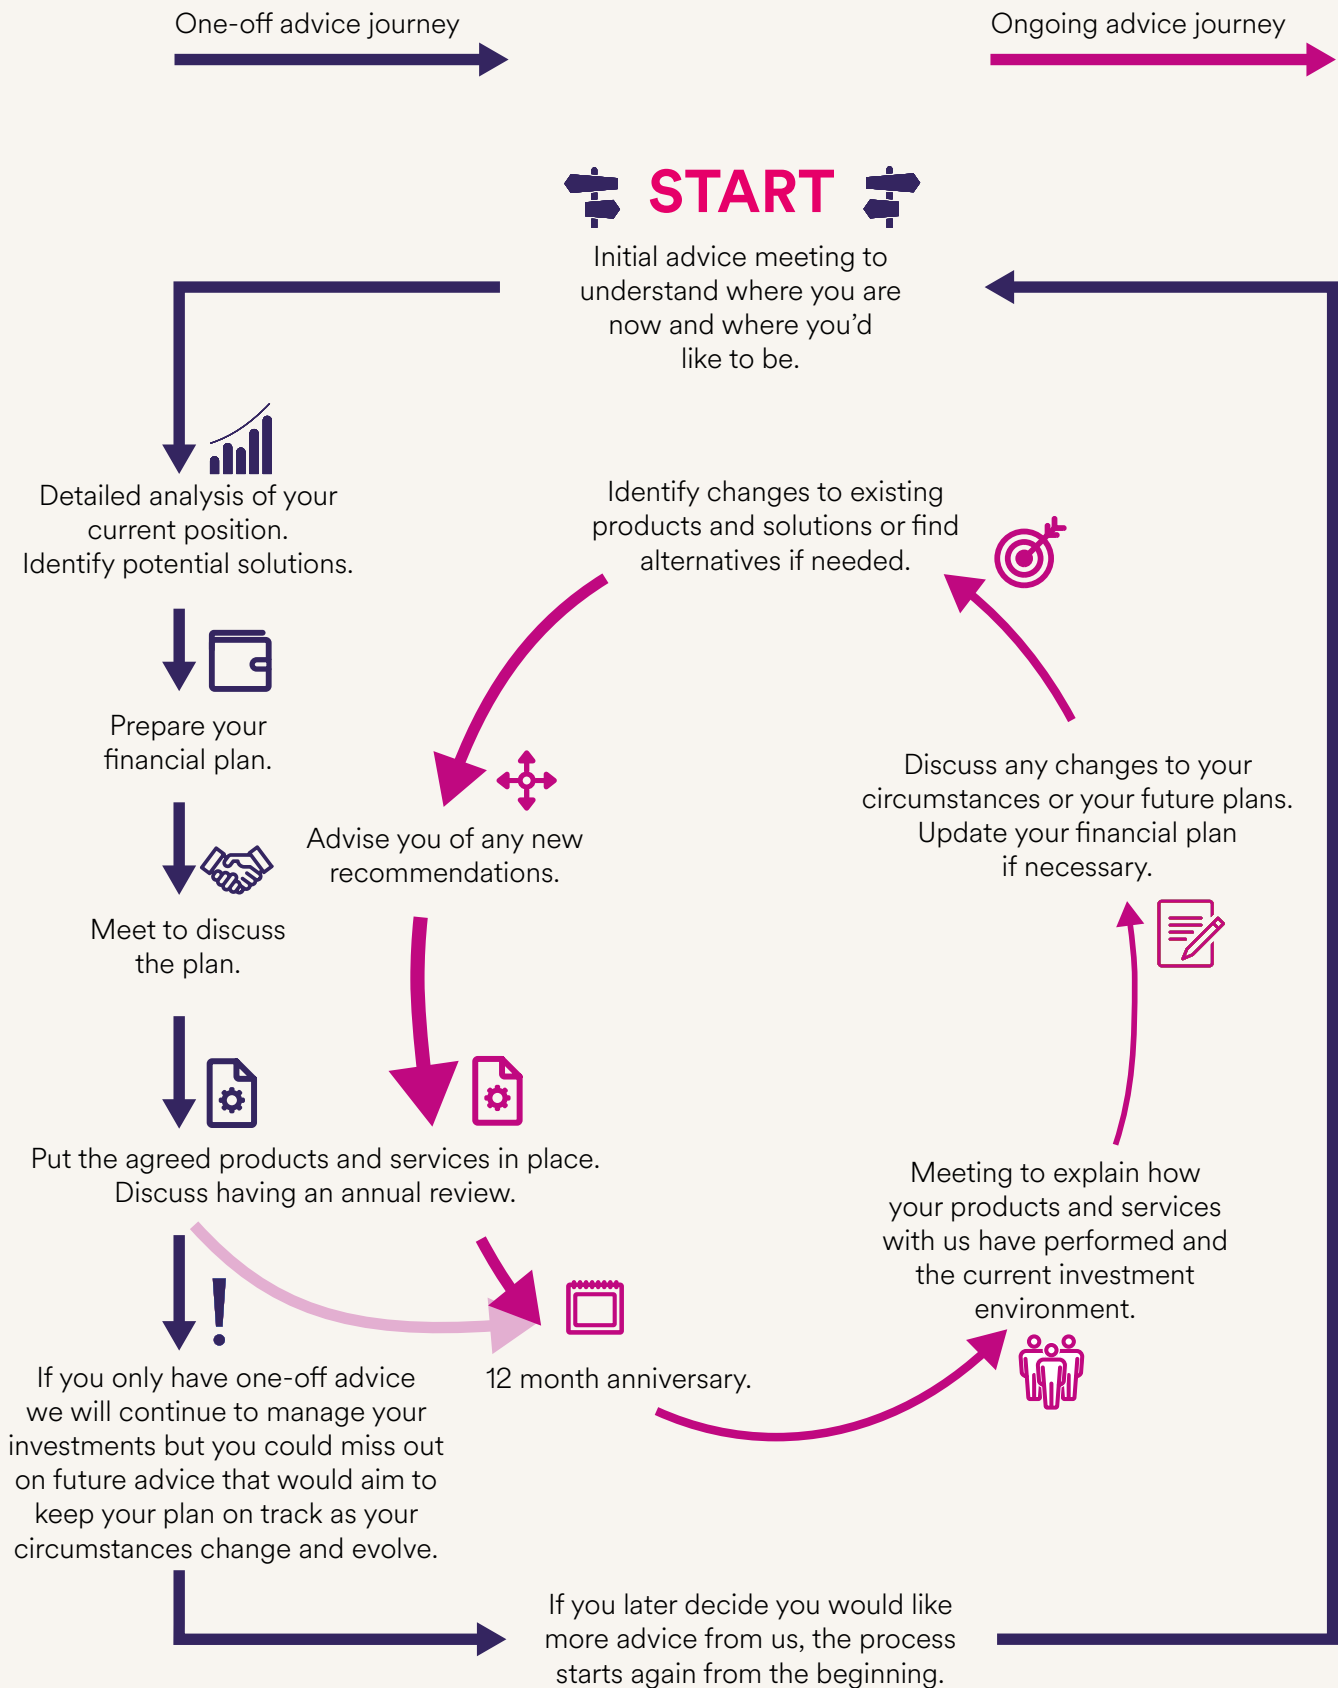 One-off advice journey
Ongoing advice journey
START
Initial advice meeting to
understand where you are
now and where you’d
like to be.
Detailed analysis of your
current position.
Identify potential solutions.
Prepare your
financial plan.
Meet to discuss
the plan.
Put the agreed products and services in place.
Discuss having an annual review.
If you only have one-off advice
we will continue to manage your
investments but you could miss out
on future advice that would aim to
keep your plan on track as your
circumstances change and evolve.
If you later decide you would like
more advice from us, the process
starts again from the beginning.
12 month anniversary.
Meeting to explain how
your products and services
with us have performed and
the current investment
environment.
Discuss any changes to your
circumstances or your future plans.
Update your financial plan
if necessary.
Identify changes to existing
products and solutions or find
alternatives if needed.
Advise you of any new
recommendations.